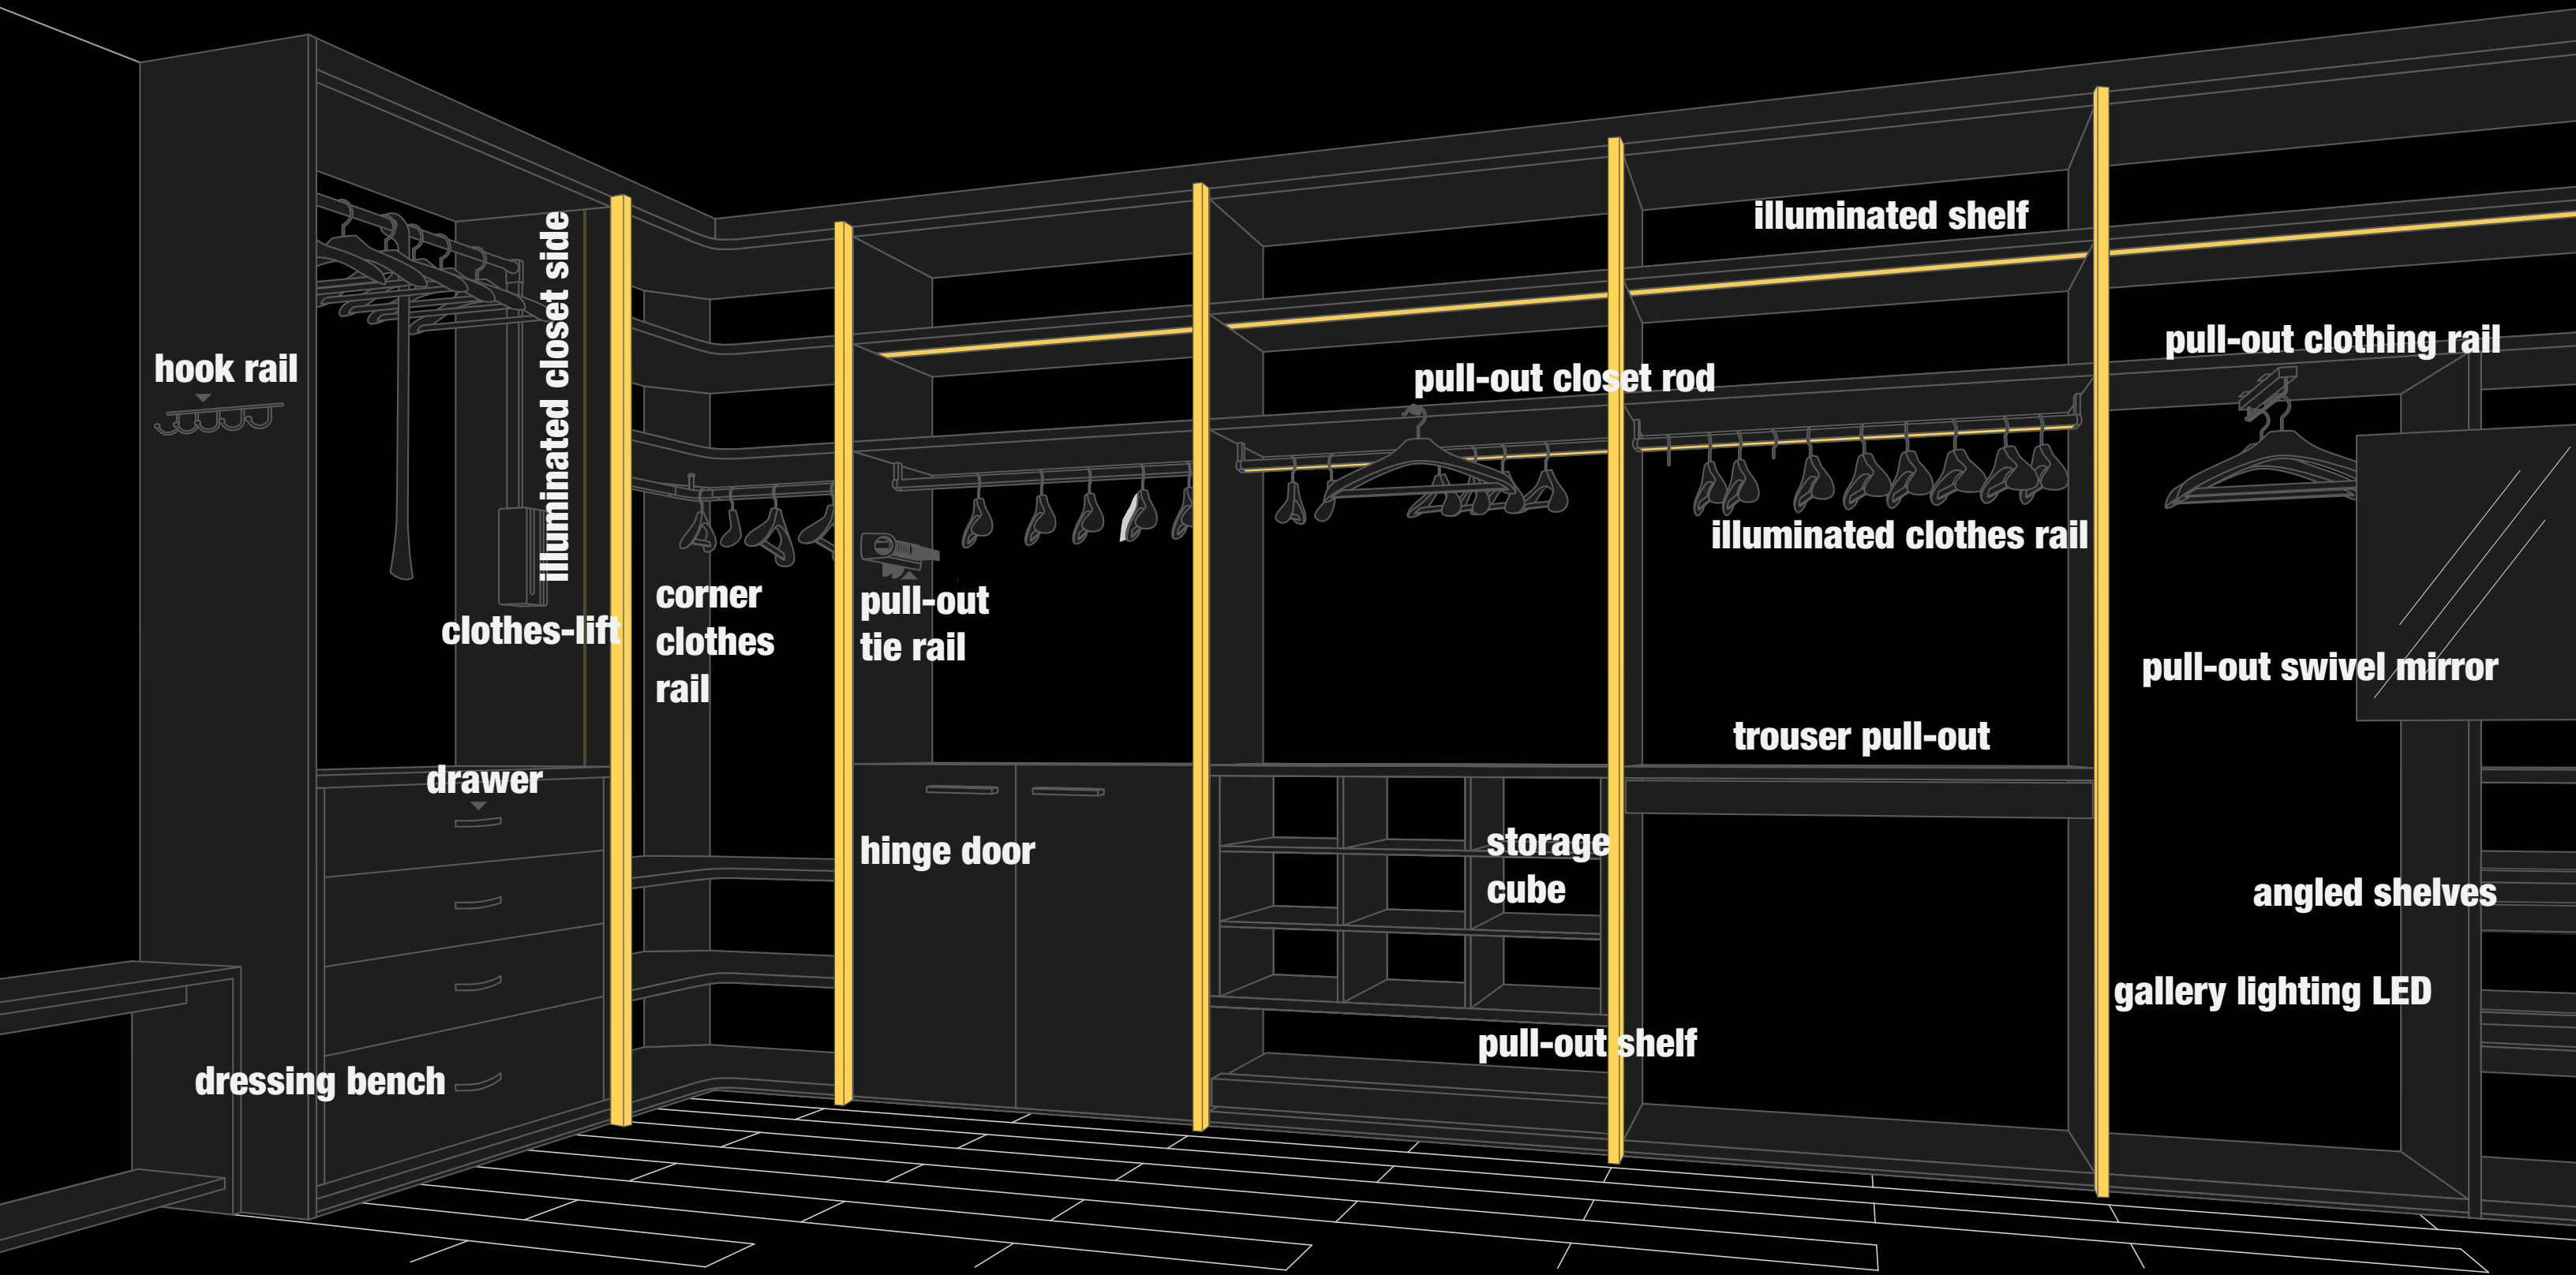 illuminated shelf
illuminated closet side
hook rail
pull-out clothing rail
pull-out closet rod
illuminated clothes rail
clothes-lift
corner
clothes
rail
pull-out
tie rail
pull-out swivel mirror
trouser pull-out
drawer
hinge door
storage
cube
angled shelves
gallery lighting LED
pull-out shelf
dressing bench